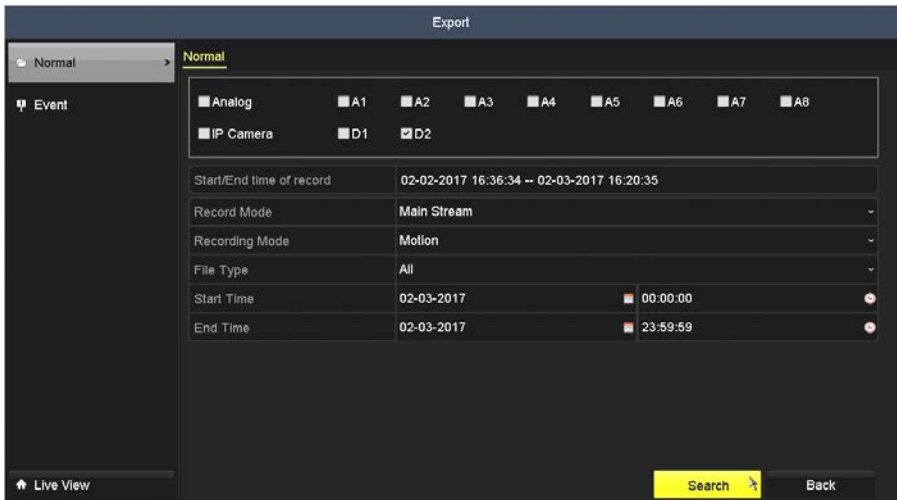 Export
Normal
Normal
Event
Analog A1 A2 A3 A4 A5 A6 A7 A8
IP Camera D1 D2
Start/End time of record 02-02-2017 16:36:34 -- 02-03-2017 16:20:35
Record Mode Main Stream
Recording Mode Motion
File Type All
Start Time 02-03-2017 00:00:00
End Time 02-03-2017 23:59:59
Live View
Search Back